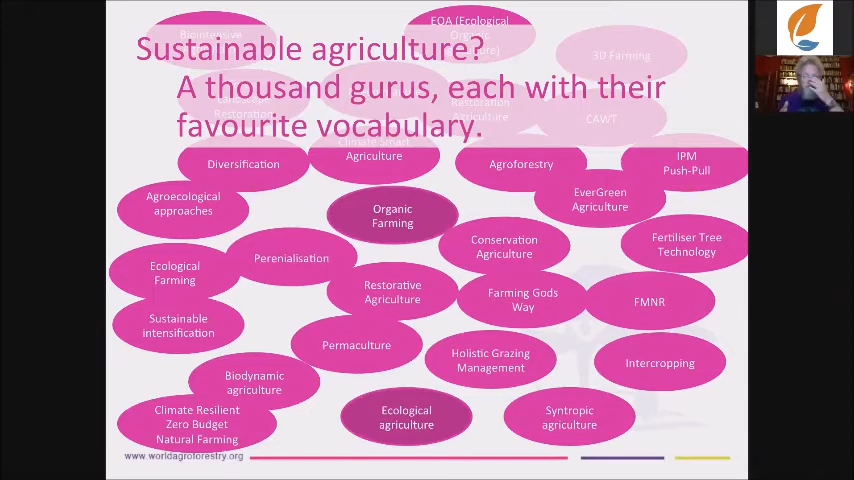 Sustainable agriculture?
A thousand gurus, each with their
favourite vocabulary.
Biointensive
EOA (Ecological
Organic
3D Farming
Landscape
Restoration
Restoration
Agriculture
CAWT
Climate Smart
Agriculture
Diversification
Agroforestry
IPM
Push-Pull
Agroecological
approaches
Organic
Farming
EverGreen
Agriculture
Conservation
Agriculture
Fertiliser Tree
Technology
Ecological
Farming
Perenialisation
Restorative
Agriculture
Farming Gods
Way
FMNR
Sustainable
intensification
Permaculture
Holistic Grazing
Management
Intercropping
Biodynamic
agriculture
Climate Resilient
Zero Budget
Natural Farming
Ecological
agriculture
Syntropic
agriculture
www.worldagroforestry.org